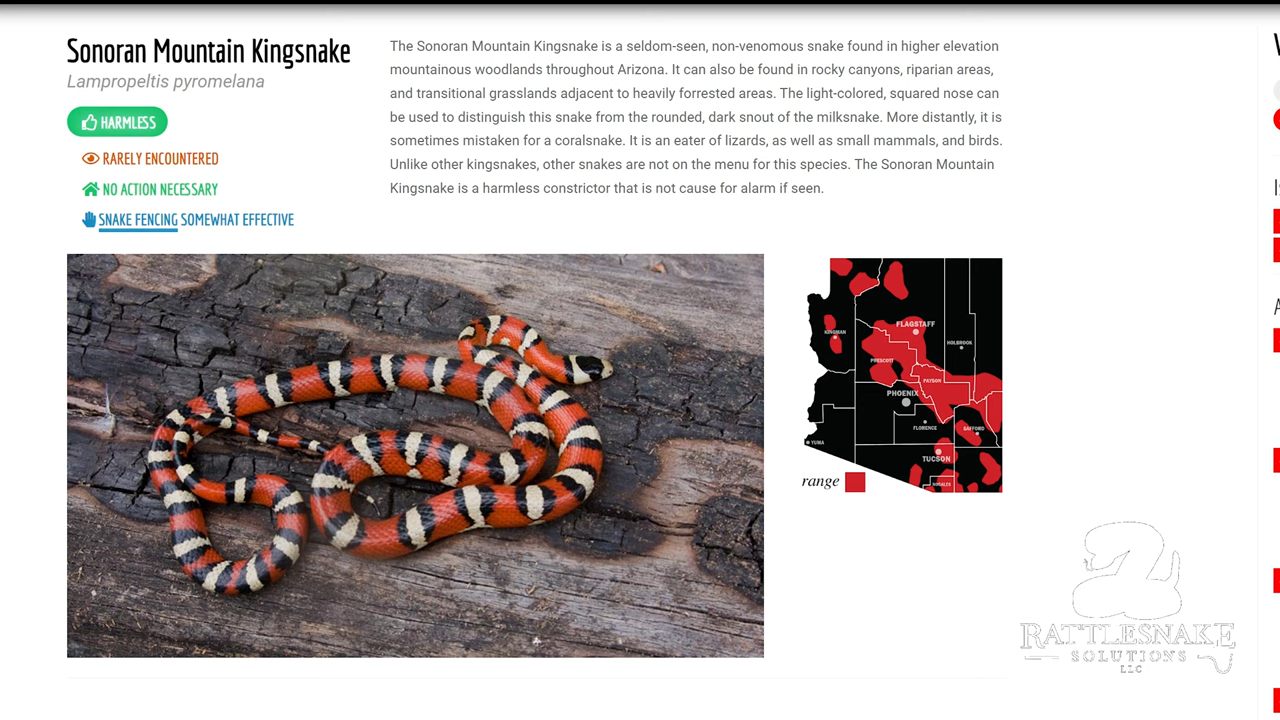 Sonoran Mountain Kingsnake
Lampropeltis pyromelana
HARMLESS
RARELY ENCOUNTERED
NO ACTION NECESSARY
SNAKE FENCING SOMEWHAT EFFECTIVE
The Sonoran Mountain Kingsnake is a seldom-seen, non-venomous snake found in higher elevation
mountainous woodlands throughout Arizona. It can also be found in rocky canyons, riparian areas,
and transitional grasslands adjacent to heavily forrested areas. The light-colored, squared nose can
be used to distinguish this snake from the rounded, dark snout of the milksnake. More distantly, it is
sometimes mistaken for a coralsnake. It is an eater of lizards, as well as small mammals, and birds.
Unlike other kingsnakes, other snakes are not on the menu for this species. The Sonoran Mountain
Kingsnake is a harmless constrictor that is not cause for alarm if seen.
FLAGSTAFF
KINGMAN
HOLBROOK
PRESCOTT
PAYSON
PHOENIX
FLORENCE
SAFFORD
YUMA
TUCSON
NOGALES
range
RATTLESNAKE
SOLUTIONS
LLC